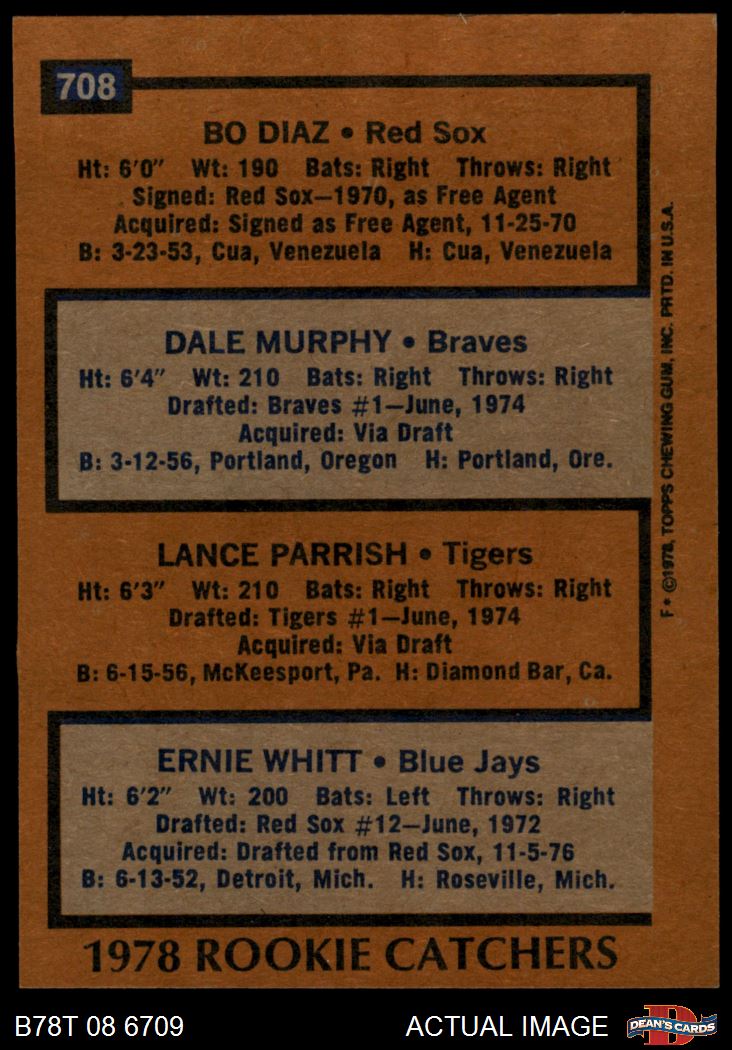 708
BO DIAZ • Red Sox
Ht: 6'0" Wt: 190 Bats: Right Throws: Right
Signed: Red Sox—1970, as Free Agent
Acquired: Signed as Free Agent, 11-25-70
B: 3-23-53, Cua, Venezuela H: Cua, Venezuela
DALE MURPHY • Braves
Ht: 6'4" Wt: 210 Bats: Right Throws: Right
Drafted: Braves #1—June, 1974
Acquired: Via Draft
B: 3-12-56, Portland, Oregon H: Portland, Ore.
LANCE PARRISH • Tigers
Ht: 6'3" Wt: 210 Bats: Right Throws: Right
Drafted: Tigers #1—June, 1974
Acquired: Via Draft
B: 6-15-56, McKeesport, Pa. H: Diamond Bar, Ca.
ERNIE WHITT • Blue Jays
Ht: 6'2" Wt: 200 Bats: Left Throws: Right
Drafted: Red Sox #12—June, 1972
Acquired: Drafted from Red Sox, 11-5-76
B: 6-13-52, Detroit, Mich. H: Roseville, Mich.
1978 ROOKIE CATCHERS
F* ©1978, TOPPS CHEWING GUM, INC. PRTD. IN U.S.A.
B78T 08 6709 ACTUAL IMAGE
DEAN'S CARDS